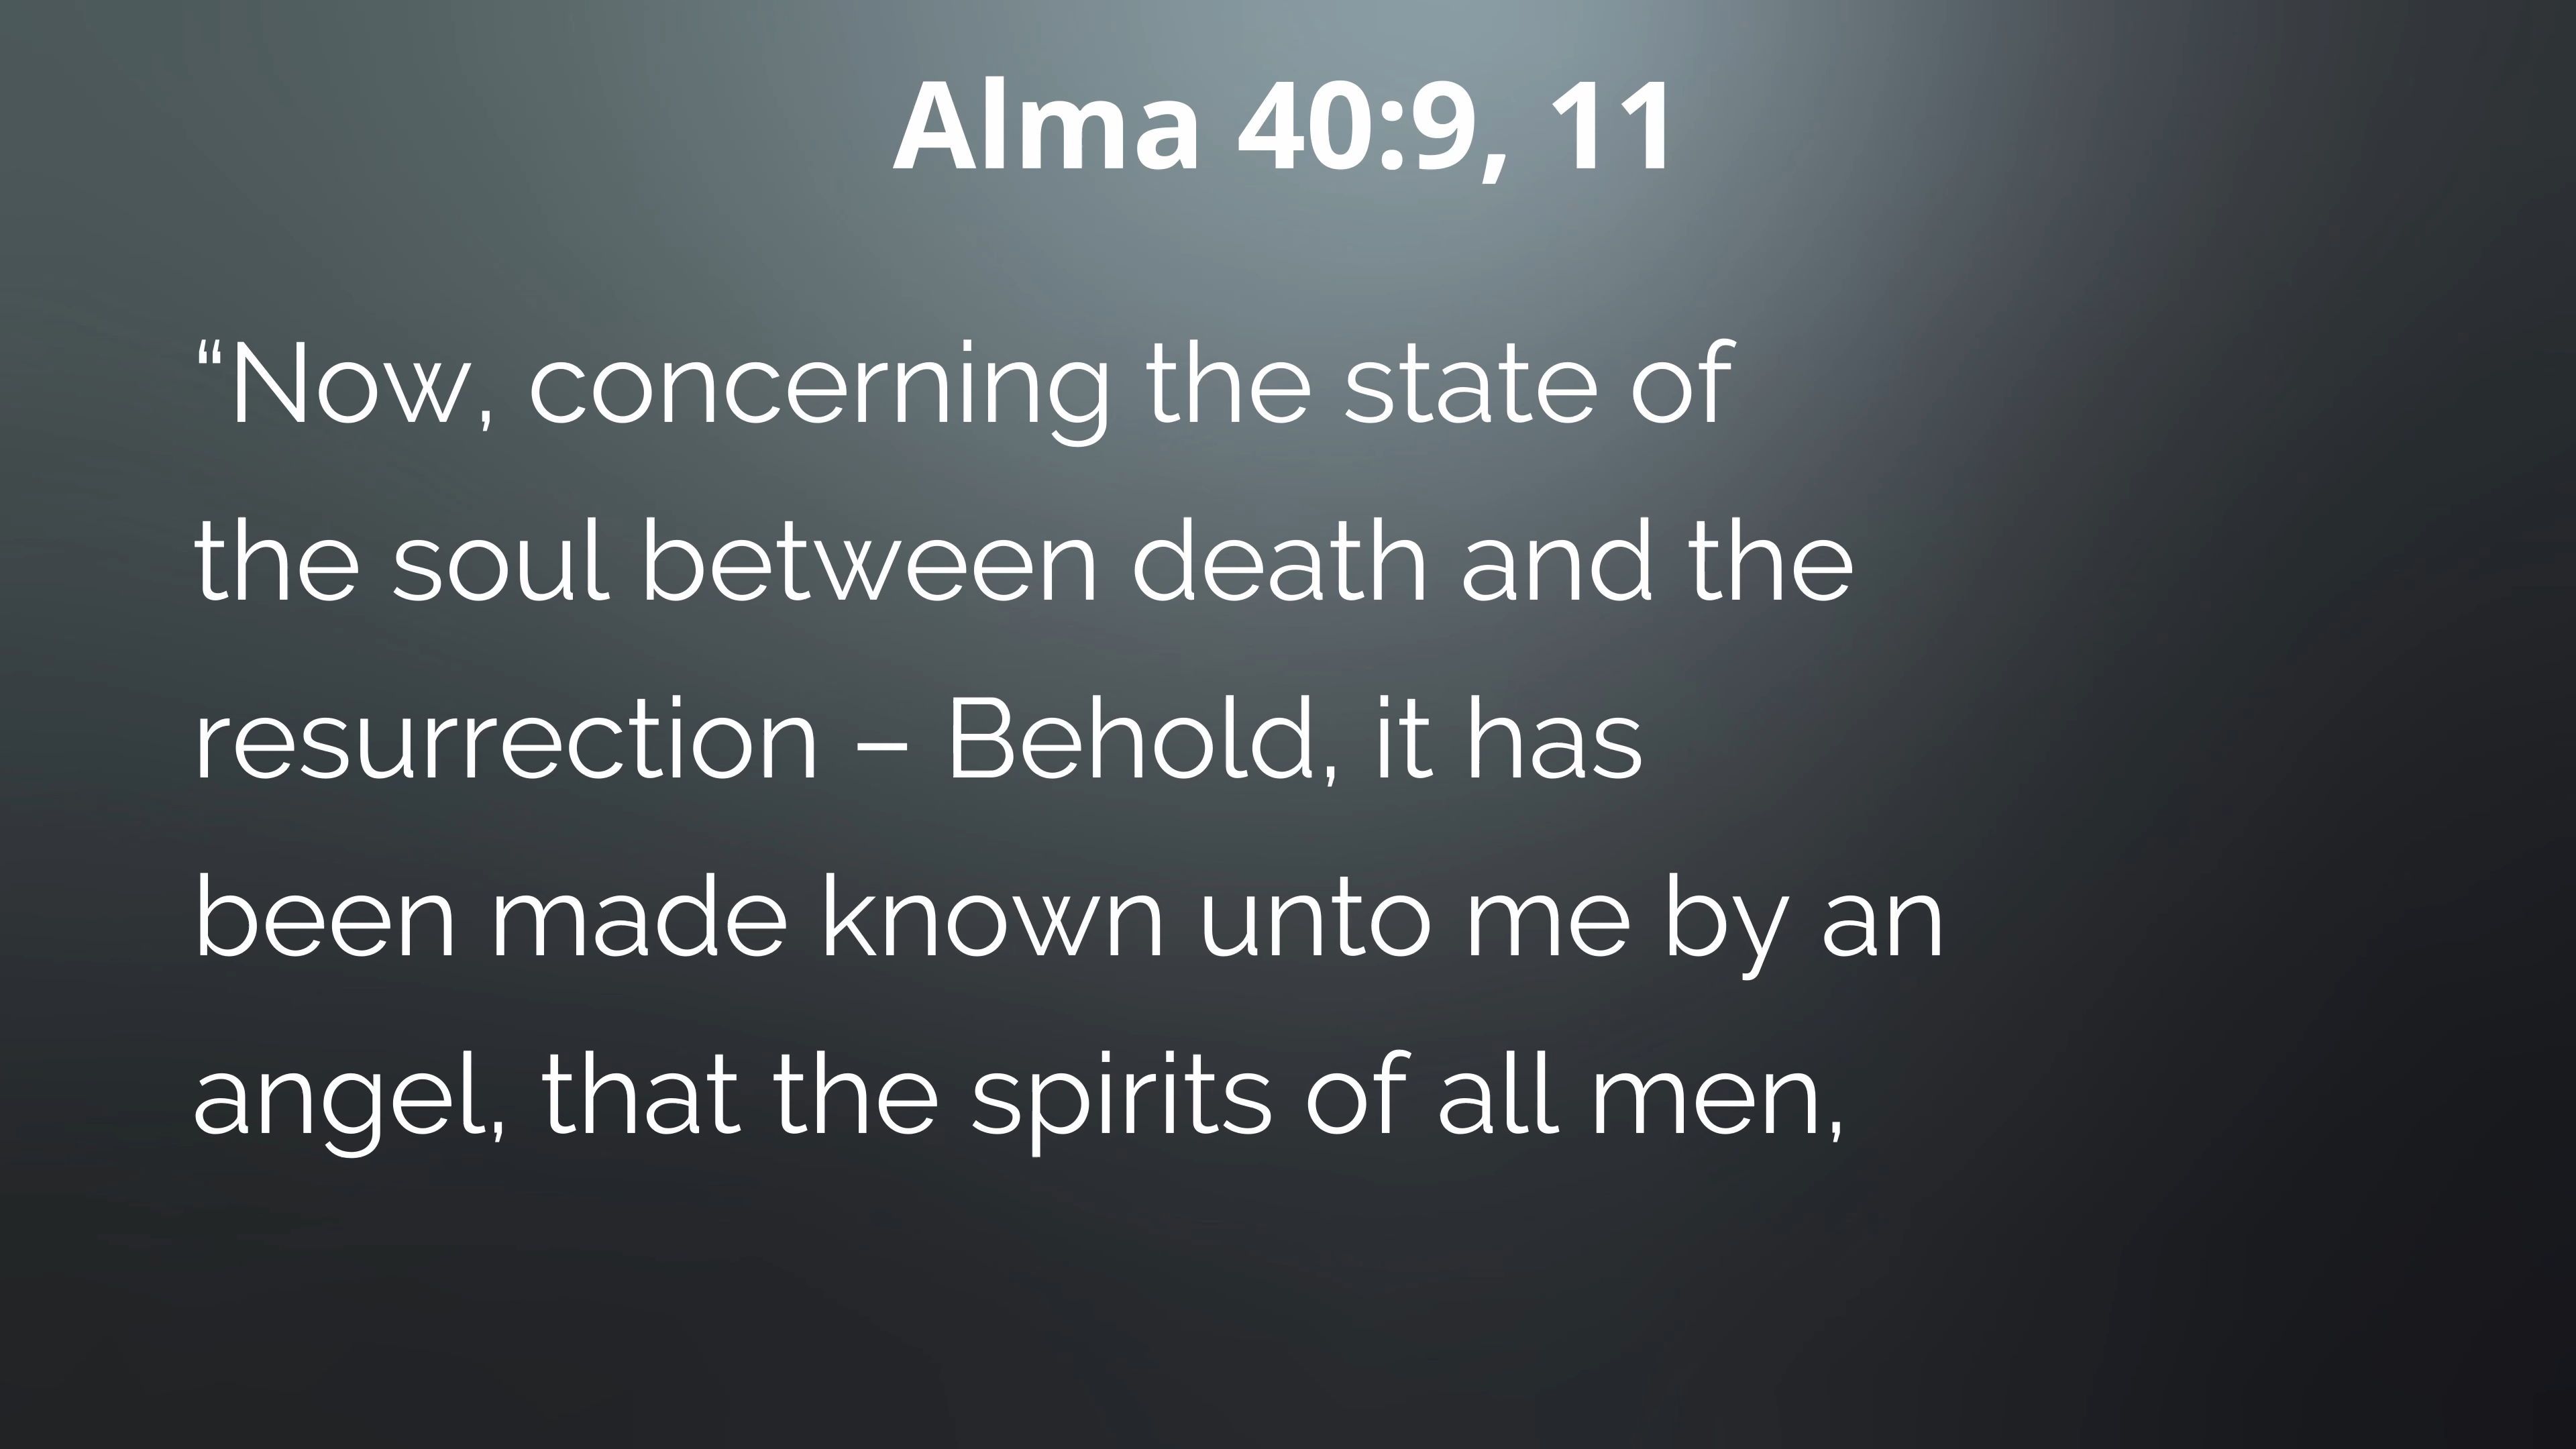 Alma 40:9, 11
“Now, concerning the state of
the soul between death and the
resurrection – Behold, it has
been made known unto me by an
angel, that the spirits of all men,